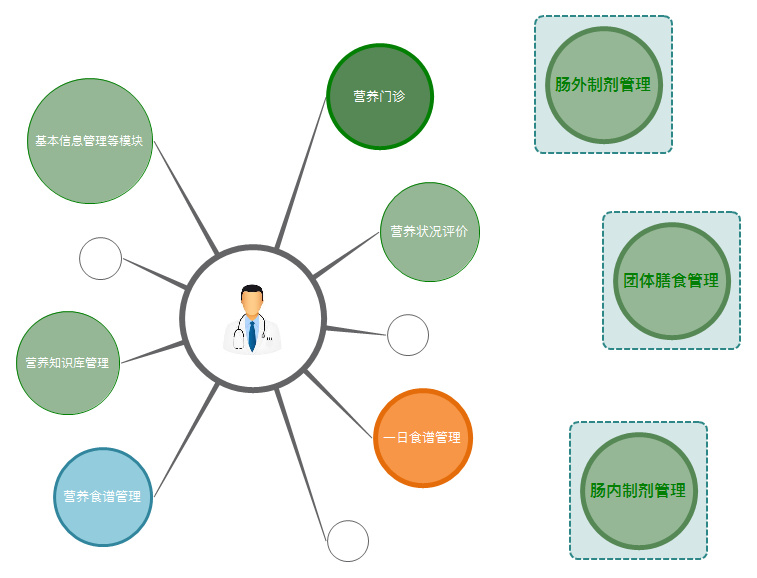 营养门诊
基本信息管理等模块
营养状况评价
营养知识库管理
一日食谱管理
营养食谱管理
肠外制剂管理
团体膳食管理
肠内制剂管理